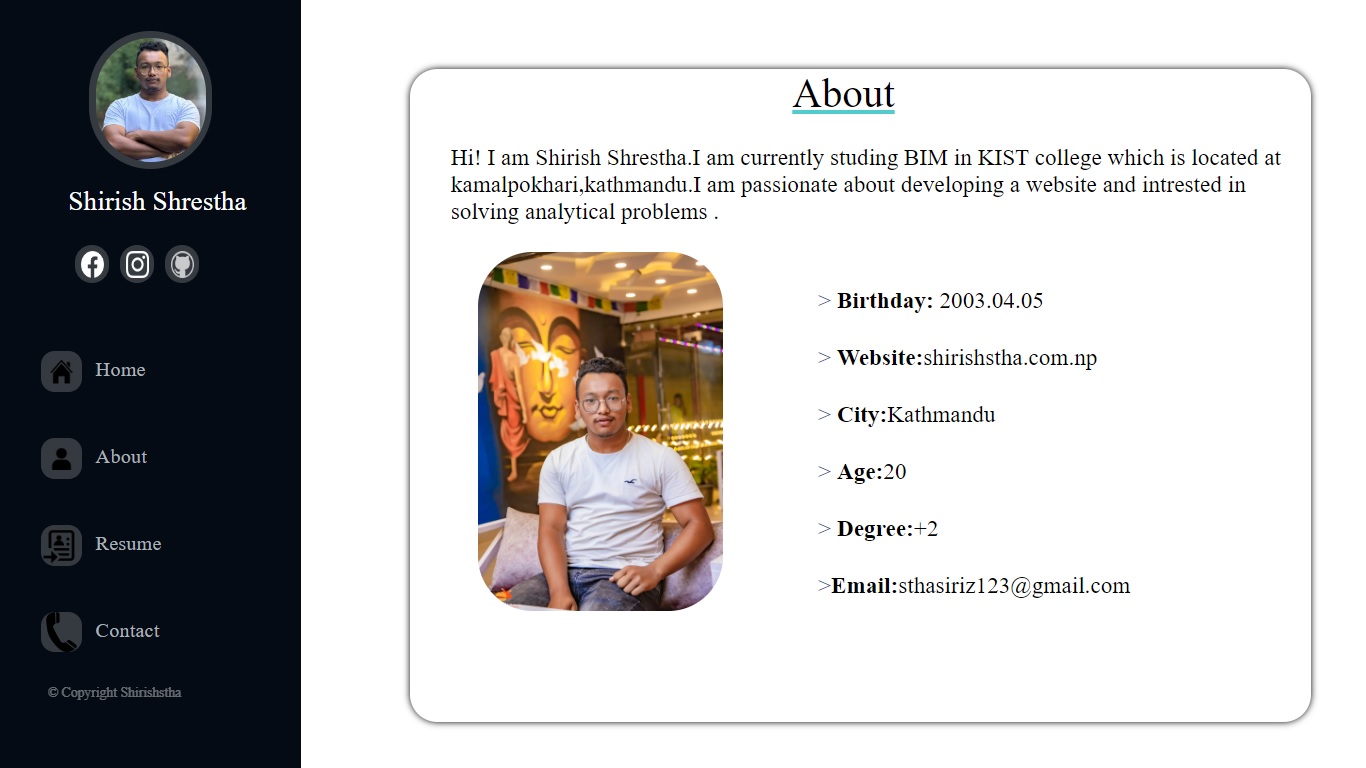 Shirish Shrestha
Home
About
Resume
Contact
© Copyright Shirishstha
About
Hi! I am Shirish Shrestha.I am currently studing BIM in KIST college which is located at
kamalpokhari,kathmandu.I am passionate about developing a website and intrested in
solving analytical problems .
> Birthday: 2003.04.05
> Website:shirishstha.com.np
> City:Kathmandu
> Age:20
> Degree:+2
>Email:sthasiriz123@gmail.com